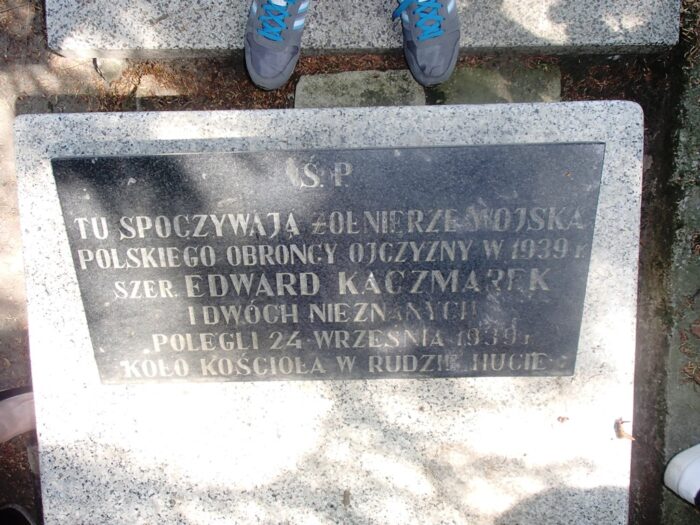 Ś.P.
TU SPOCZYWAJĄ ŻOŁNIERZE WOJSKA
POLSKIEGO OBROŃCY OJCZYZNY W 1939 r.
SZER. EDWARD KACZMAREK
I DWÓCH NIEZNANYCH
POLEGLI 24 WRZEŚNIA 1939 r.
KOŁO KOŚCIOŁA W RUDZIE HUCIE